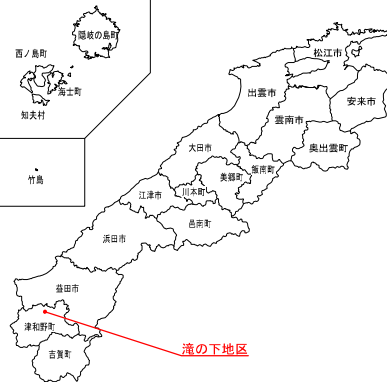 隠岐の島町
西ノ島町
海士町
知夫村
竹島
松江市
出雲市
安来市
雲南市
奥出雲町
大田市
飯南町
美郷町
川本町
江津市
邑南町
浜田市
益田市
津和野町
吉賀町
滝の下地区